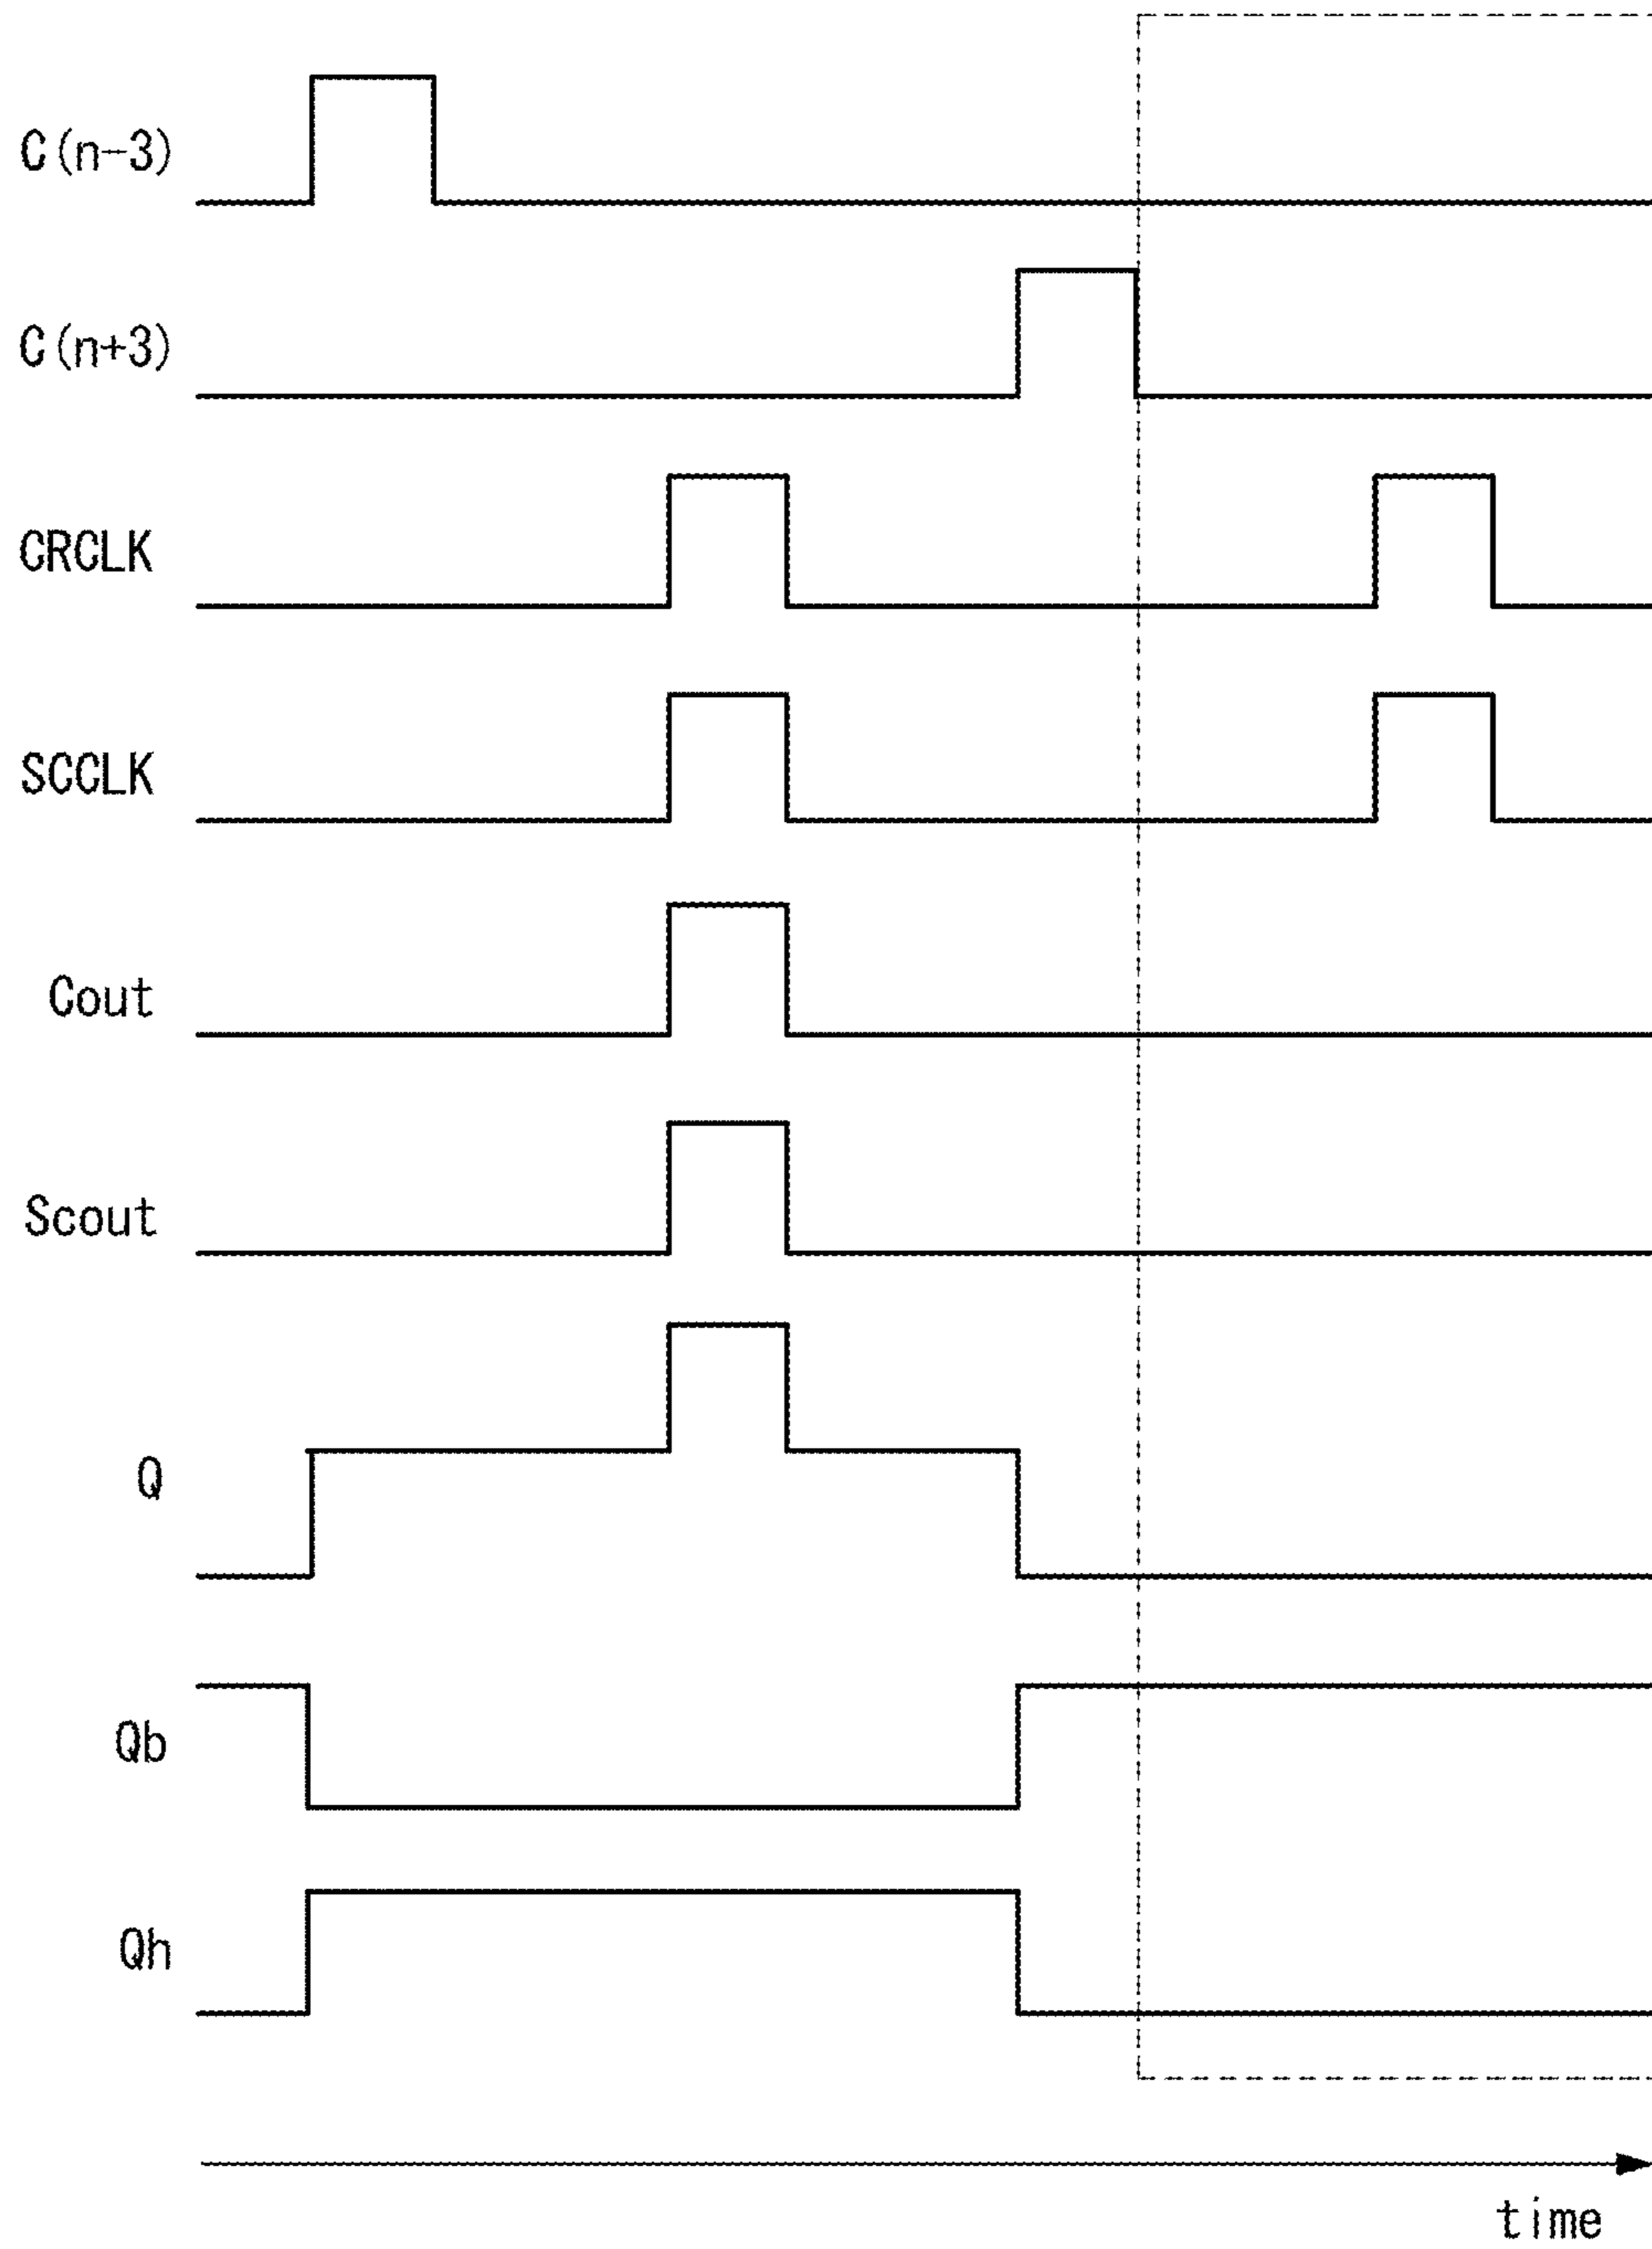 C(n-3)
C(n+3)
CRCLK
SCCLK
Cout
Scout
Q
Qb
Qh
time